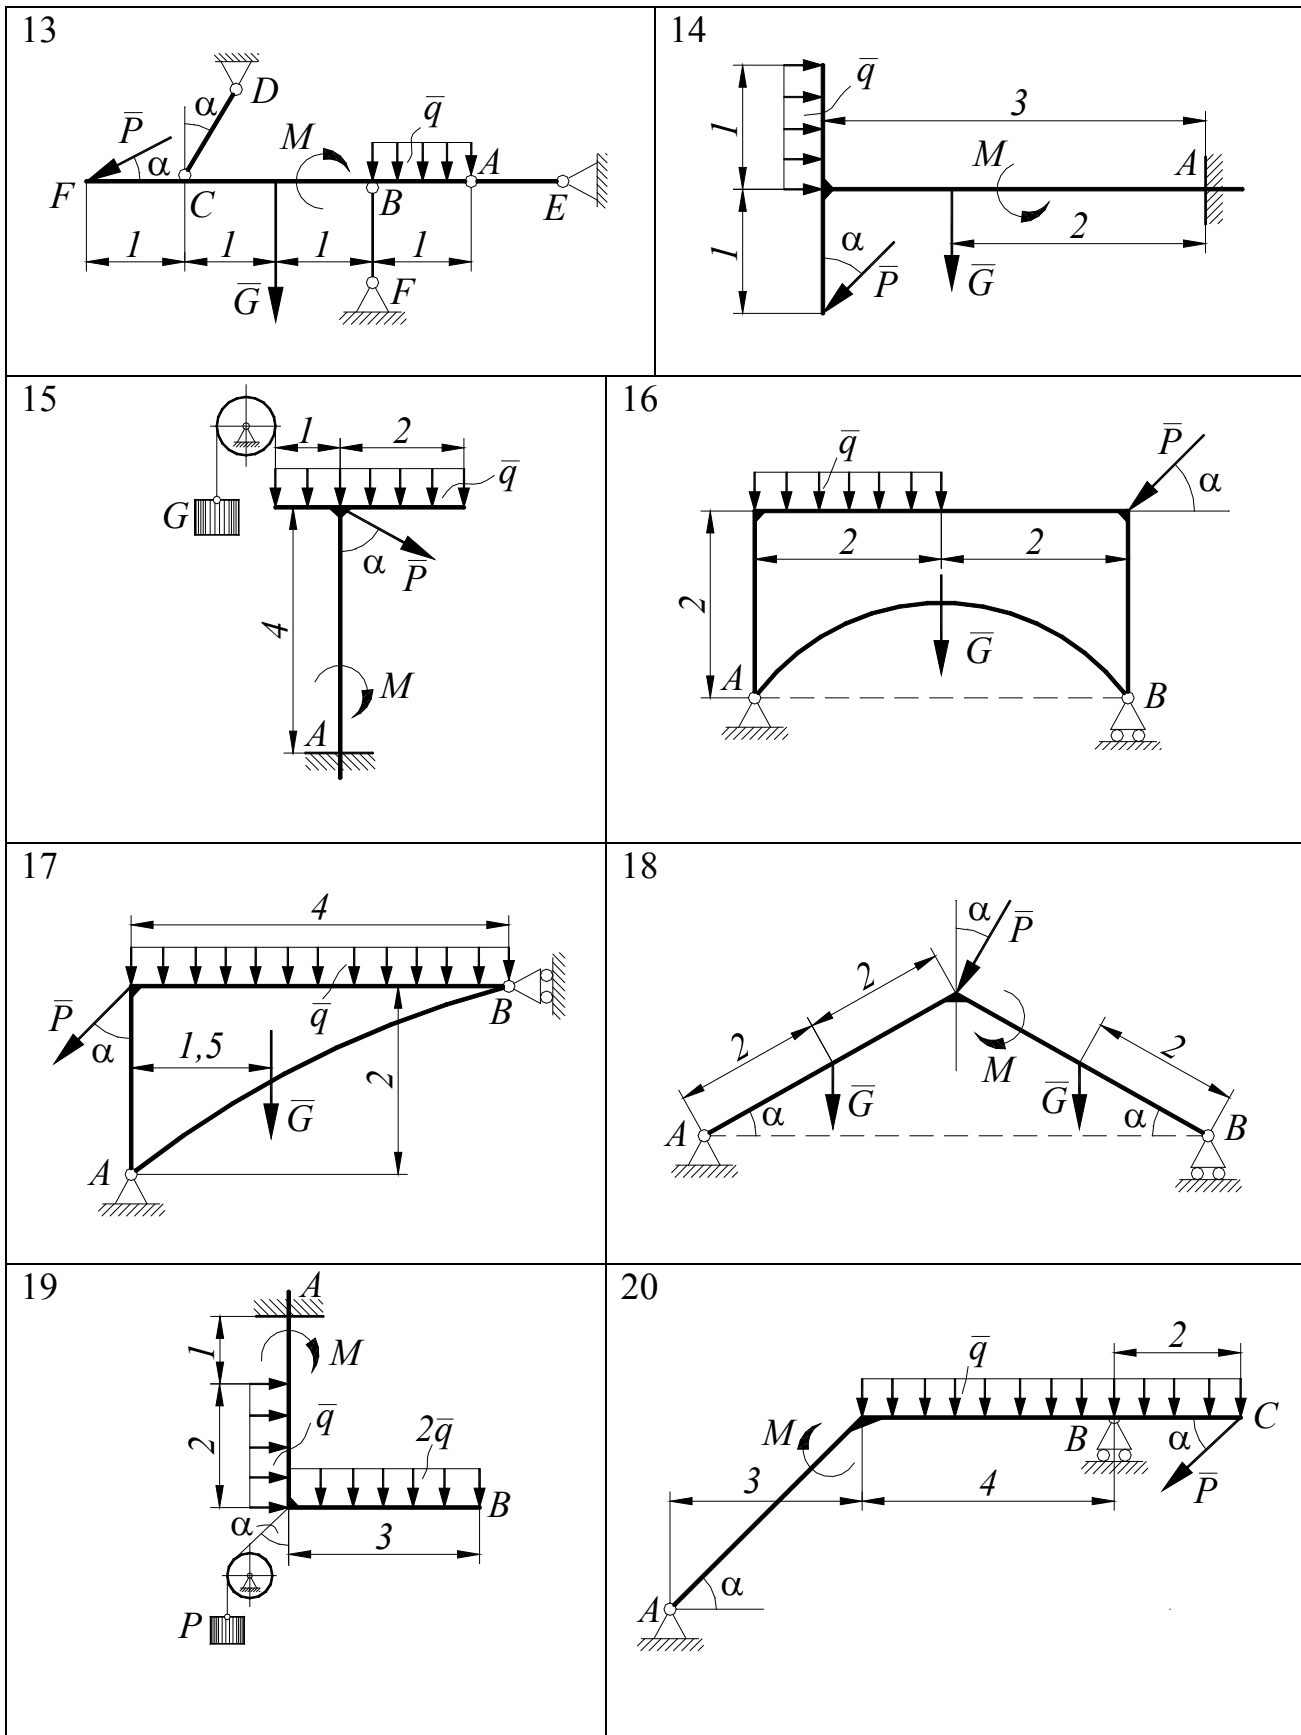 13
D
α
P̅
α
M
q̅
A
F
C
B
E
1 1 1 1
G̅
F
14
q̅
3
1
M
A
1
α
2
P̅
G̅
15
1 2
q̅
G
α
P̅
4
M
A
16
P̅
q̅
α
2 2
2
G̅
A
B
17
4
P̅
q̅
B
α
1,5
2
G̅
A
18
α
P̅
2
2
M
2
G̅
G̅
A
α
α
B
19
A
1
M
q̅
2
2q̅
B
α
3
P
20
q̅
2
M
B
α
C
3
4
P̅
α
A